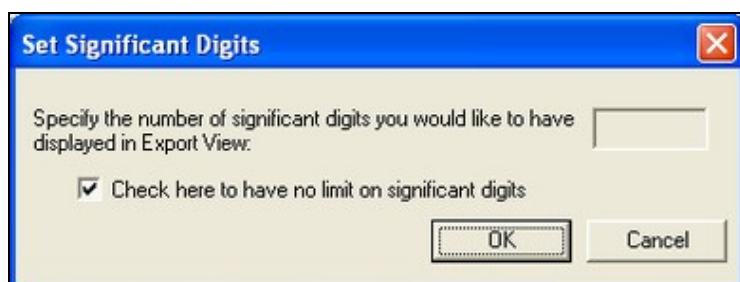 Set Significant Digits
Specify the number of significant digits you would like to have
displayed in Export View:
Check here to have no limit on significant digits
OK
Cancel